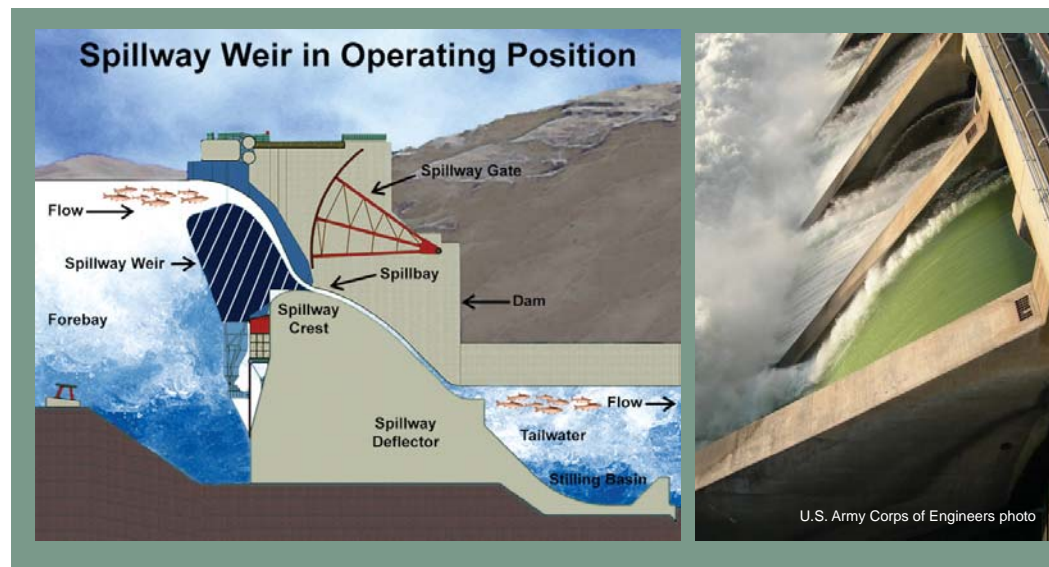 Spillway Weir in Operating Position
Spillway Gate
Flow
Spillway Weir
Spillbay
Dam
Forebay
Spillway
Crest
Flow
Spillway
Deflector
Tailwater
Stilling Basin
U.S. Army Corps of Engineers photo